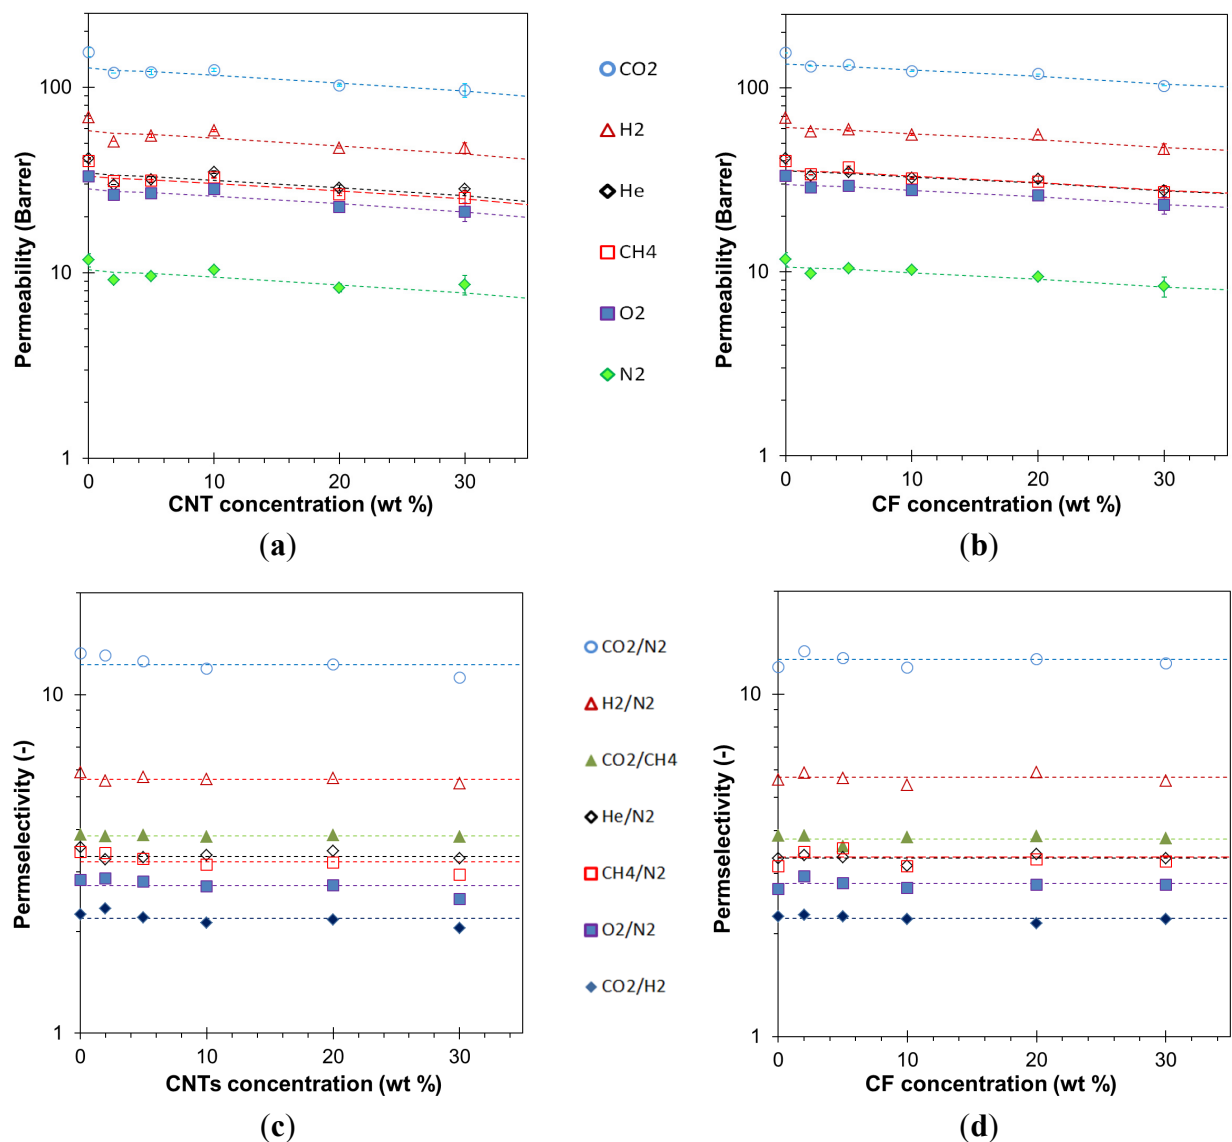 Permeability (Barrer)
100
10
1
0
10
20
30
CNT concentration (wt %)
(a)
CO2
H2
He
CH4
O2
N2
Permeability (Barrer)
100
10
1
0
10
20
30
CF concentration (wt %)
(b)
Permselectivity (-)
10
1
0
10
20
30
CNTs concentration (wt %)
(c)
CO2/N2
H2/N2
CO2/CH4
He/N2
CH4/N2
O2/N2
CO2/H2
Permselectivity (-)
10
1
0
10
20
30
CF concentration (wt %)
(d)